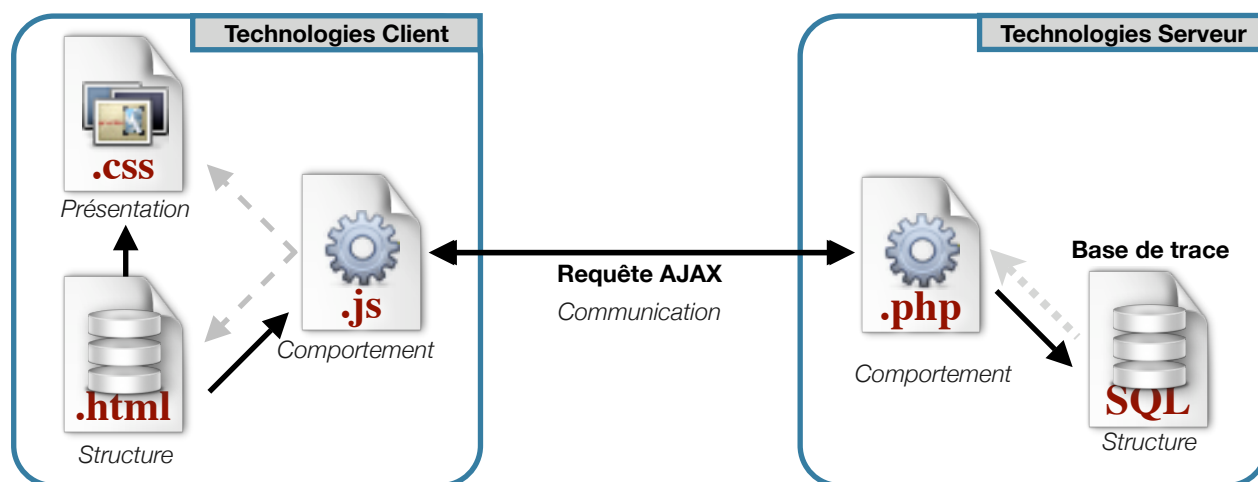 Technologies Client
.css
Présentation
.html
Structure
.js
Comportement
Requête AJAX
Communication
Technologies Serveur
.php
Comportement
Base de trace
SQL
Structure